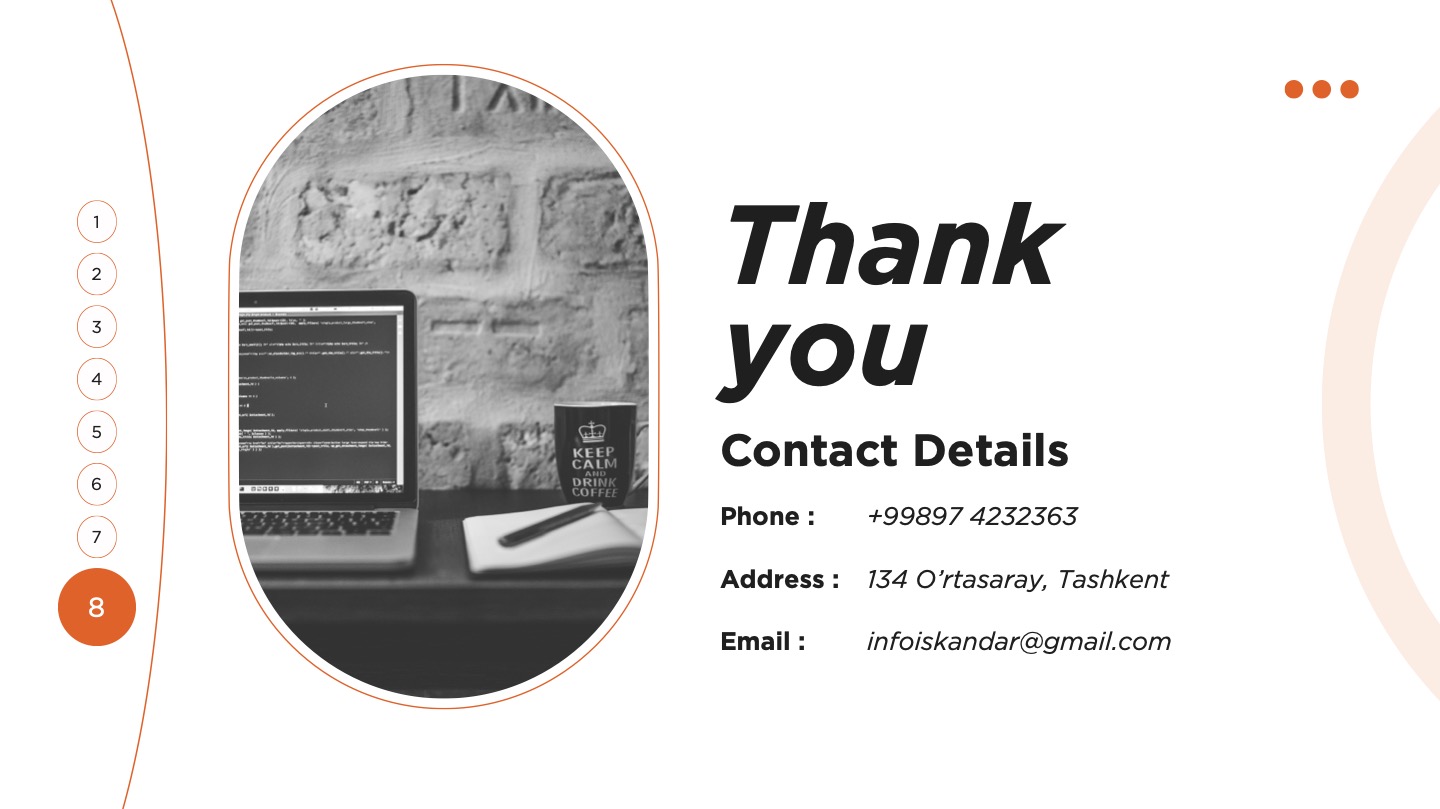 1
2
3
4
5
6
7
8
KEEP
CALM
AND
DRINK
COFFEE
Thank
you
Contact Details
Phone : +99897 4232363
Address : 134 O’rtasaray, Tashkent
Email : infoiskandar@gmail.com